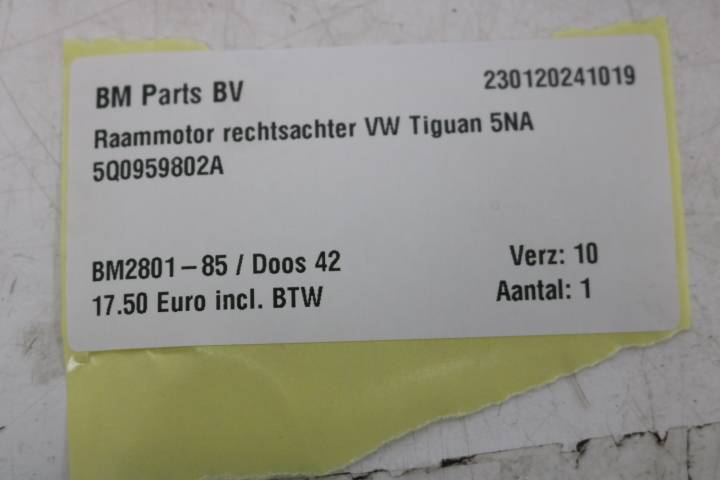 BM Parts BV 230120241019
Raammotor rechtsachter VW Tiguan 5NA
5Q0959802A
BM2801-85 / Doos 42 Verz: 10
17.50 Euro incl. BTW Aantal: 1